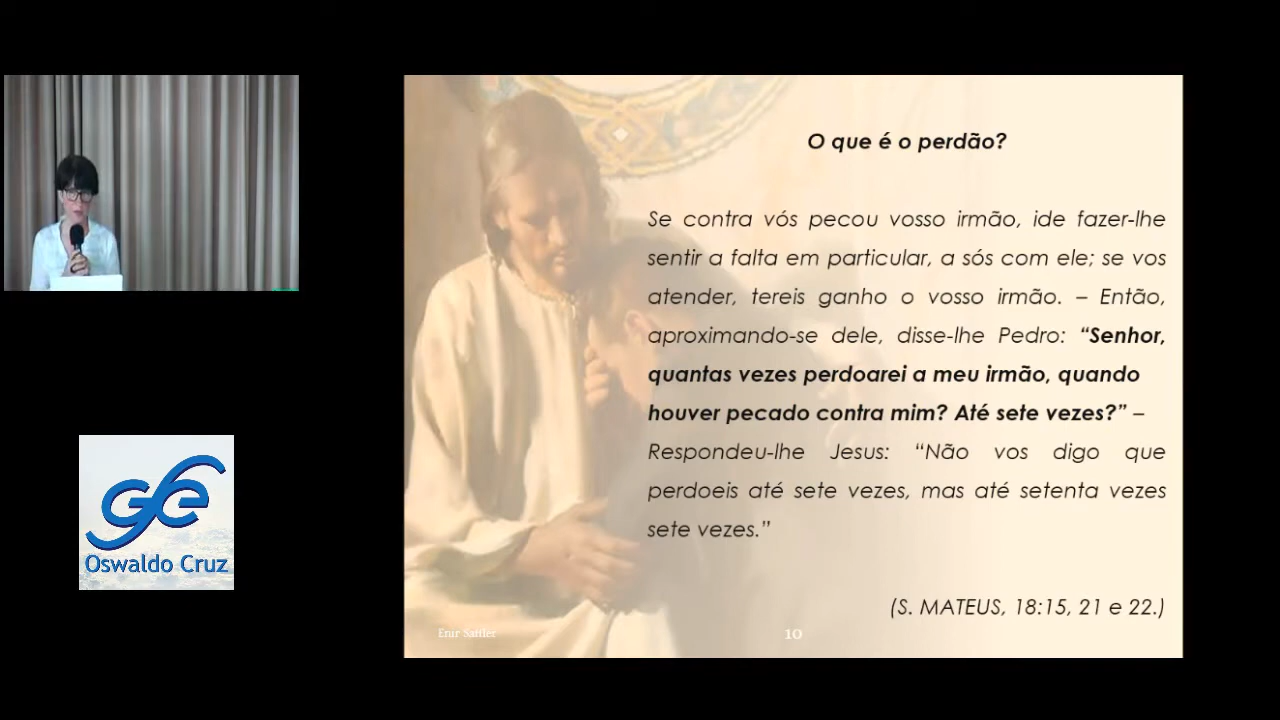 O que é o perdão?
Se contra vós pecou vosso irmão, ide fazer-lhe
sentir a falta em particular, a sós com ele; se vos
atender, tereis ganho o vosso irmão. – Então,
aproximando-se dele, disse-lhe Pedro: “Senhor,
quantas vezes perdoarei a meu irmão, quando
houver pecado contra mim? Até sete vezes?” –
Respondeu-lhe Jesus: “Não vos digo que
perdoeis até sete vezes, mas até setenta vezes
sete vezes.”
(S. MATEUS, 18:15, 21 e 22.)
Enir Sattler
10
ge
Oswaldo Cruz